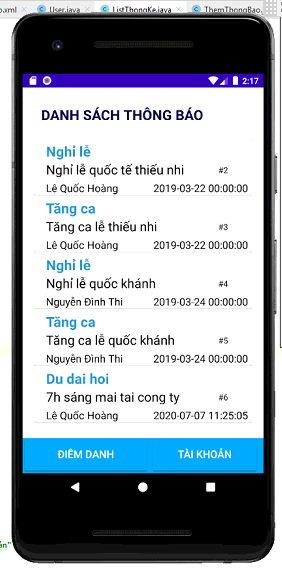 o.xml User.java ListThongKe.java ThemThongBao.
2:17
DANH SÁCH THÔNG BÁO
Nghỉ lễ
Nghỉ lễ quốc tế thiếu nhi #2
Lê Quốc Hoàng 2019-03-22 00:00:00
Tăng ca
Tăng ca lễ thiếu nhi #3
Lê Quốc Hoàng 2019-03-22 00:00:00
Nghỉ lễ
Nghỉ lễ quốc khánh #4
Nguyễn Đình Thi 2019-03-24 00:00:00
Tăng ca
Tăng ca lễ quốc khánh #5
Nguyễn Đình Thi 2019-03-24 00:00:00
Du dai hoi
7h sáng mai tai cong ty #6
Lê Quốc Hoàng 2020-07-07 11:25:05
ĐIỂM DANH TÀI KHOẢN